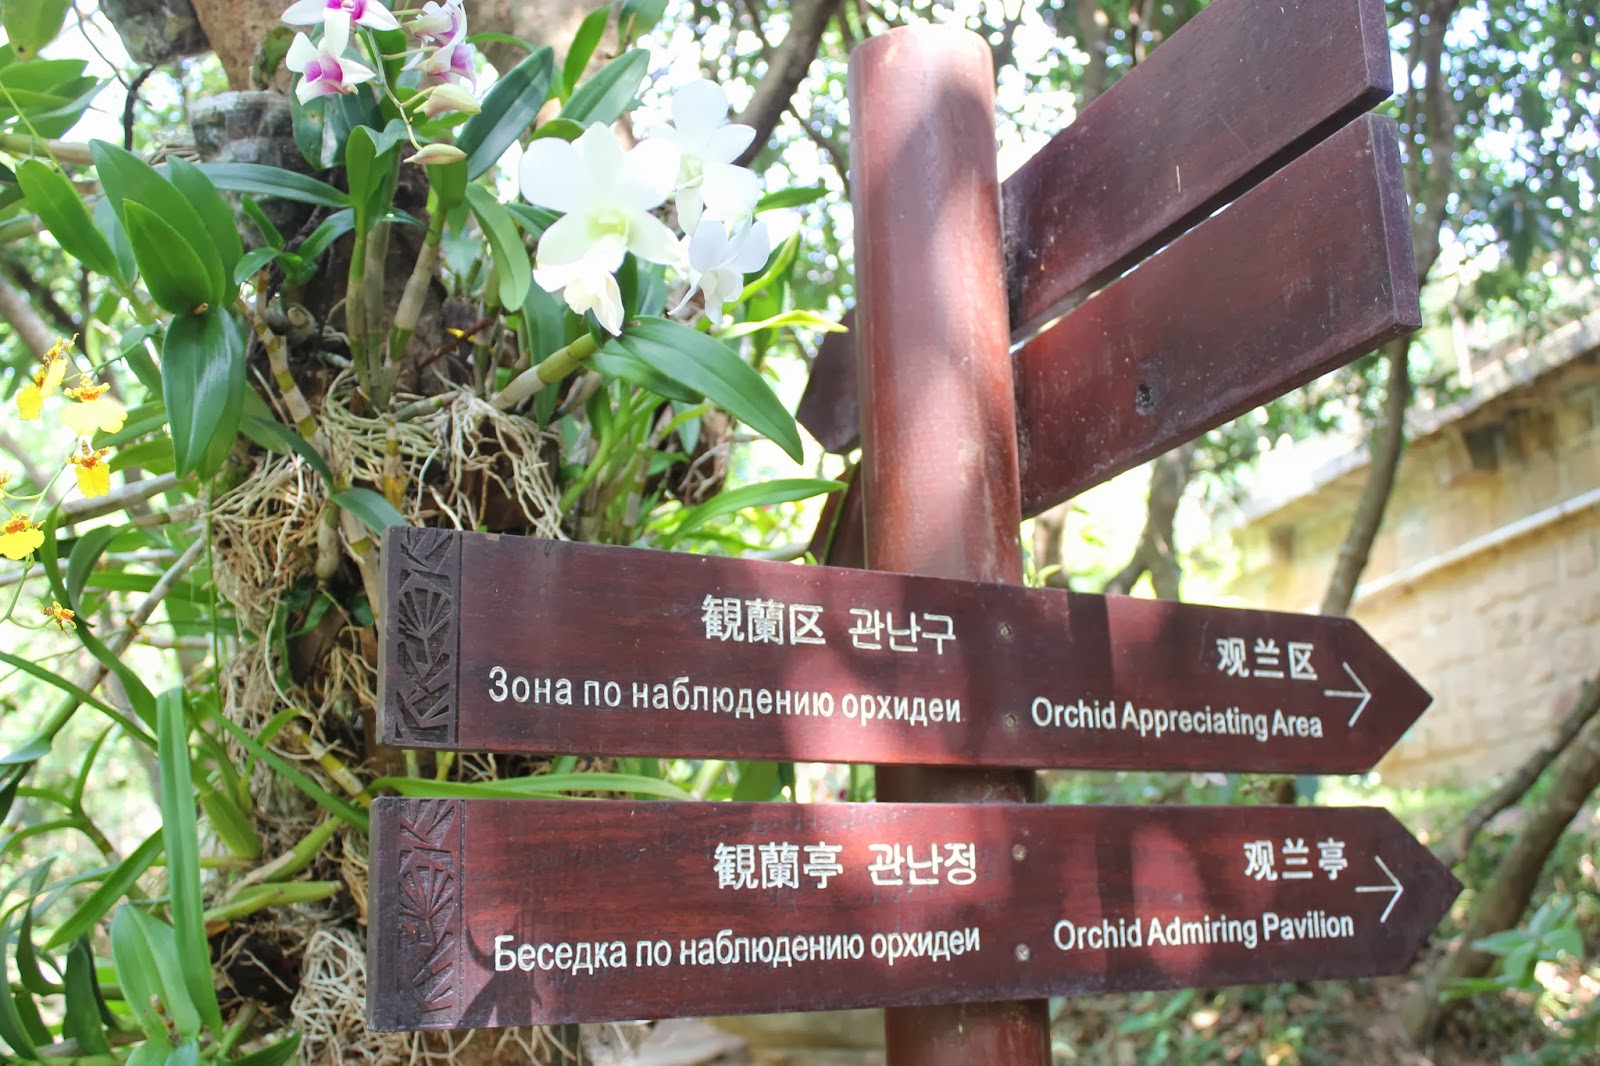 観蘭区 관난구 观兰区 →
Зона по наблюдению орхидеи Orchid Appreciating Area
観蘭亭 관난정 观兰亭 →
Беседка по наблюдению орхидеи Orchid Admiring Pavilion